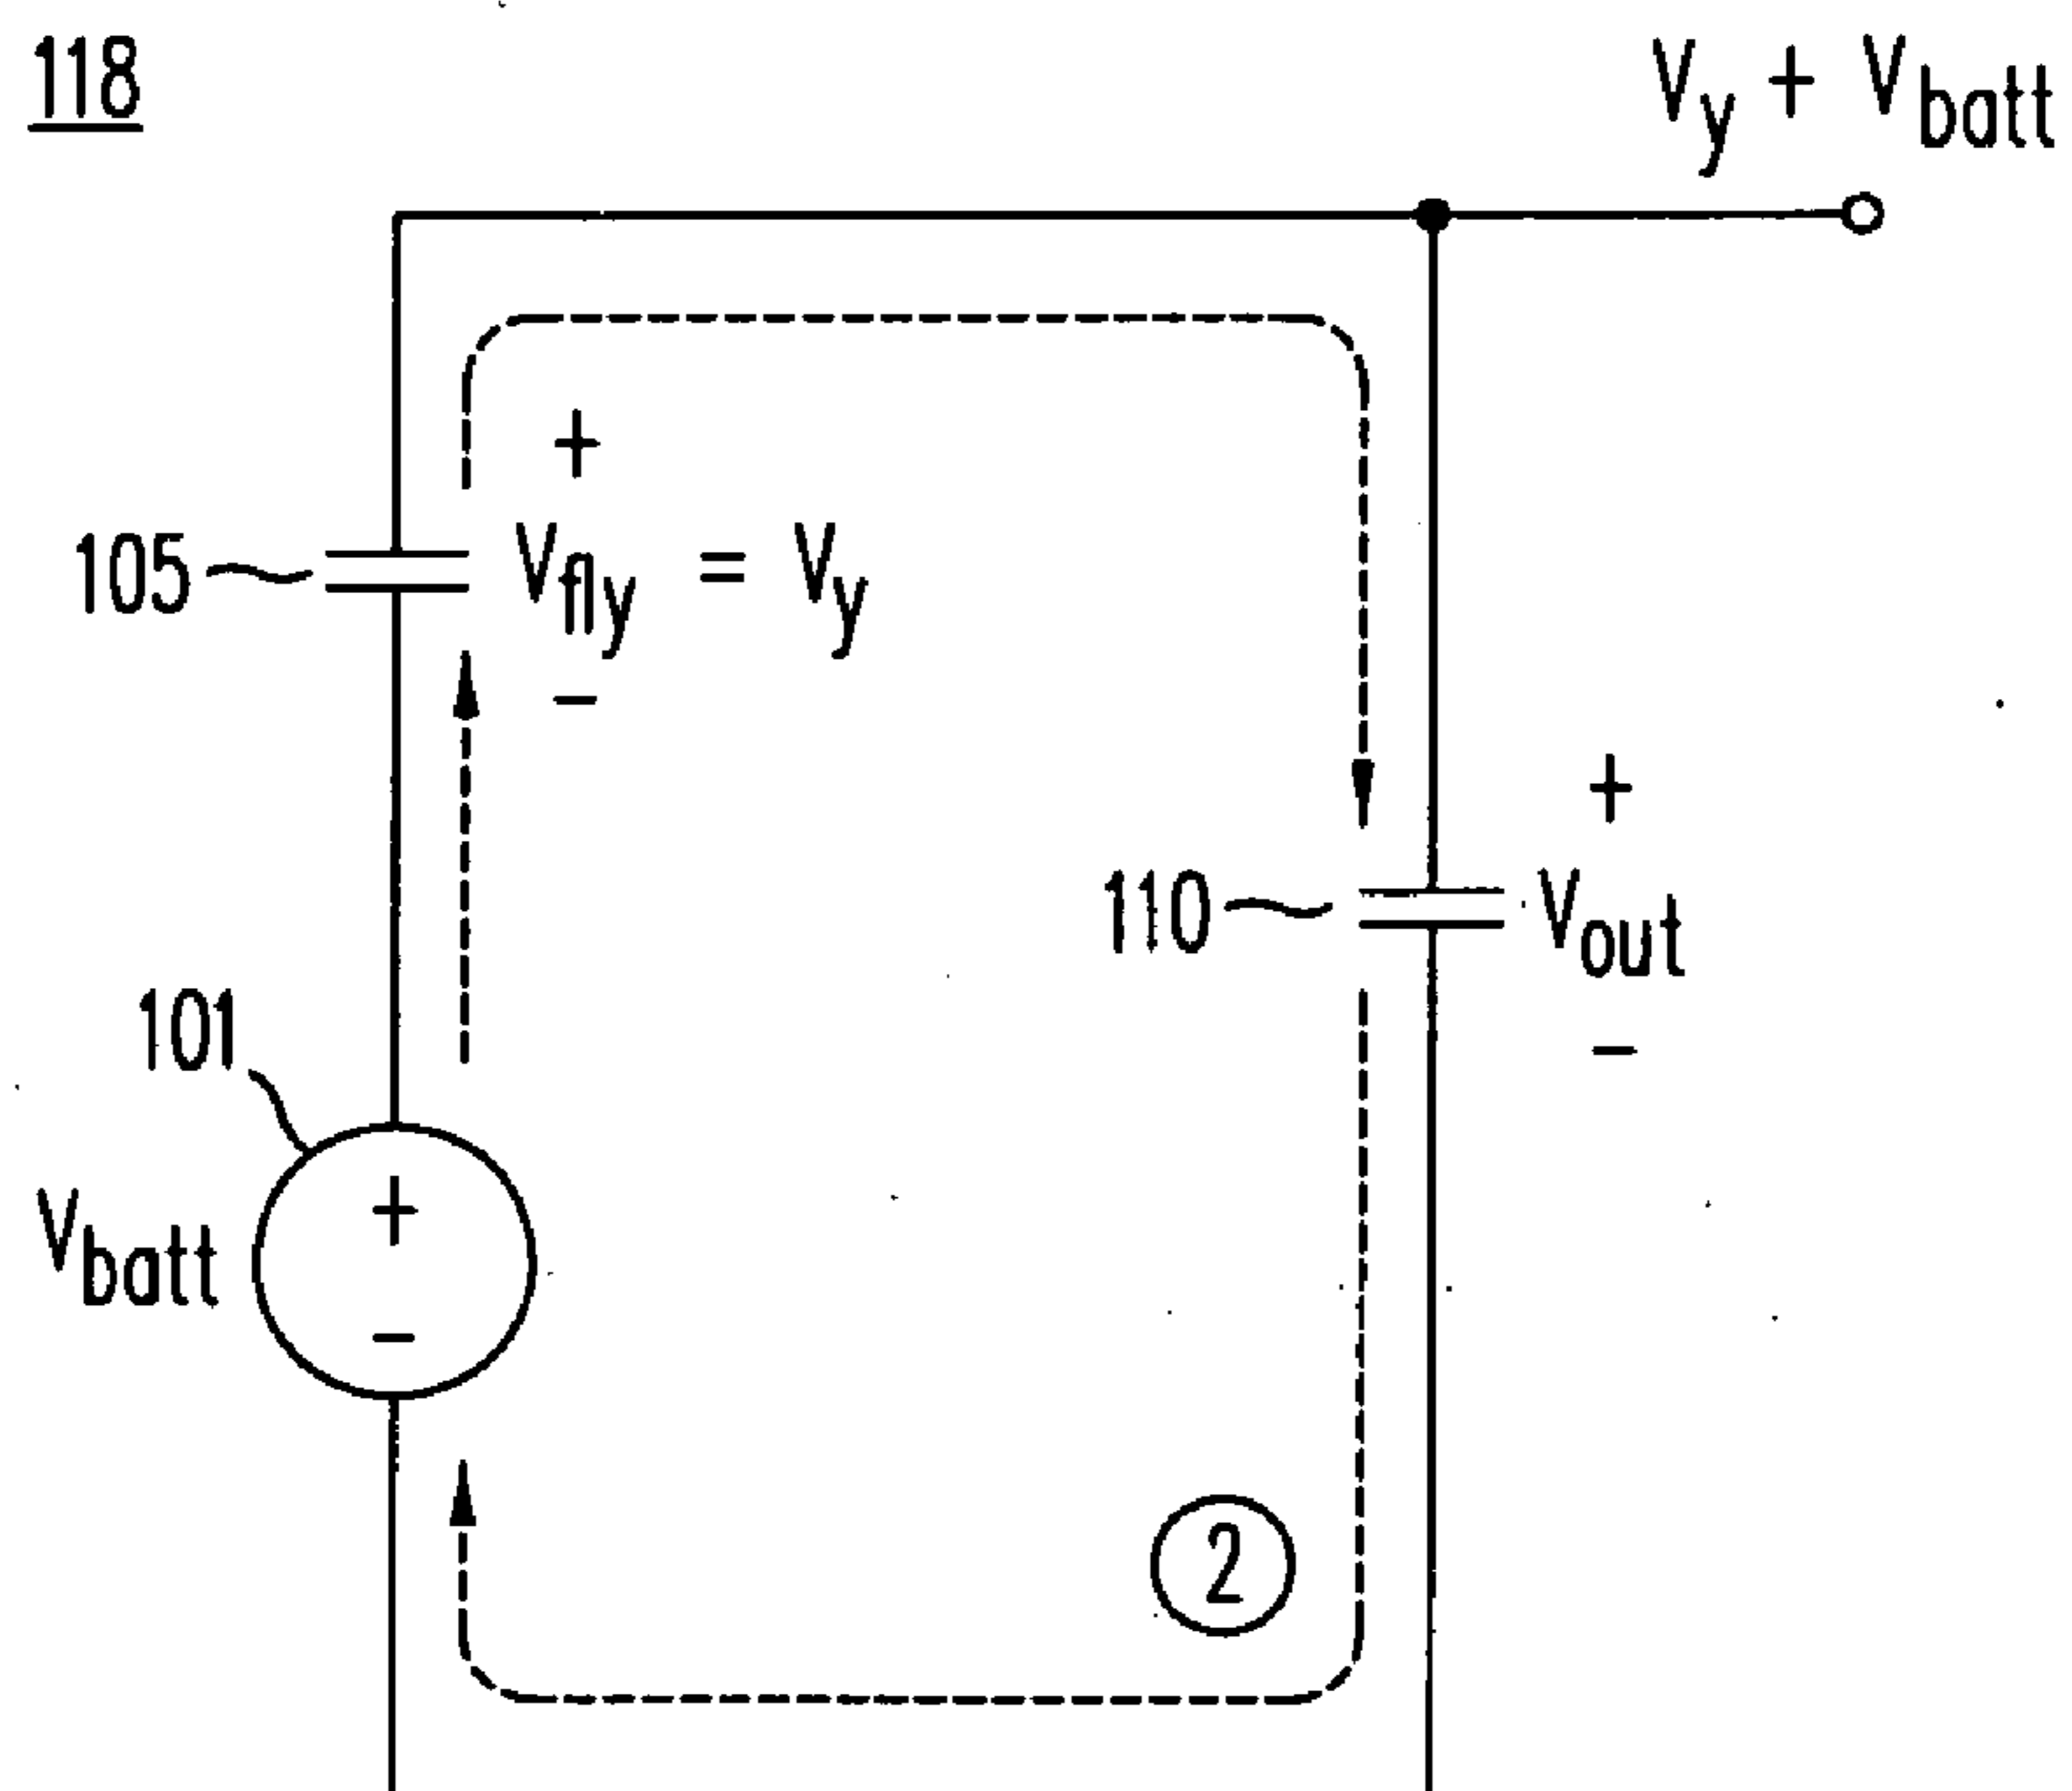 118
Vy + Vbatt
+
105
Vfly = Vy
−
+
110
Vout
−
101
+
Vbatt
−
2